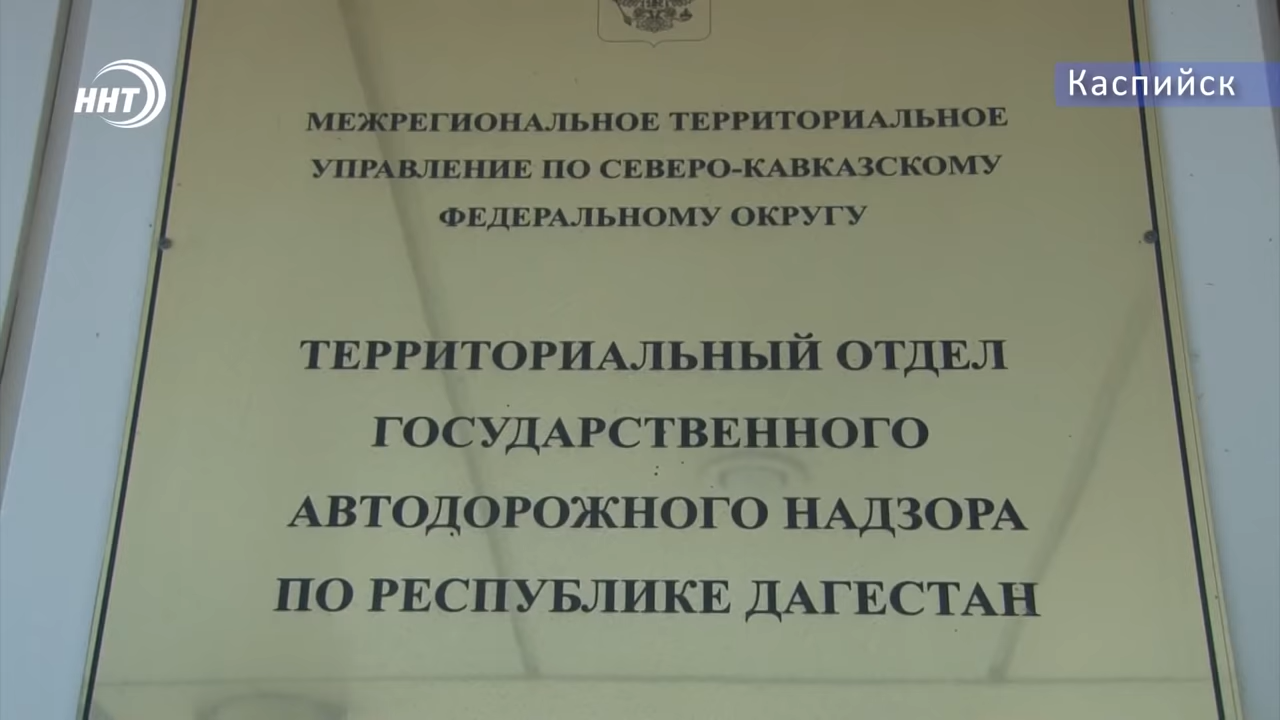 ННТ
Каспийск
МЕЖРЕГИОНАЛЬНОЕ ТЕРРИТОРИАЛЬНОЕ
УПРАВЛЕНИЕ ПО СЕВЕРО-КАВКАЗСКОМУ
ФЕДЕРАЛЬНОМУ ОКРУГУ
ТЕРРИТОРИАЛЬНЫЙ ОТДЕЛ
ГОСУДАРСТВЕННОГО
АВТОДОРОЖНОГО НАДЗОРА
ПО РЕСПУБЛИКЕ ДАГЕСТАН